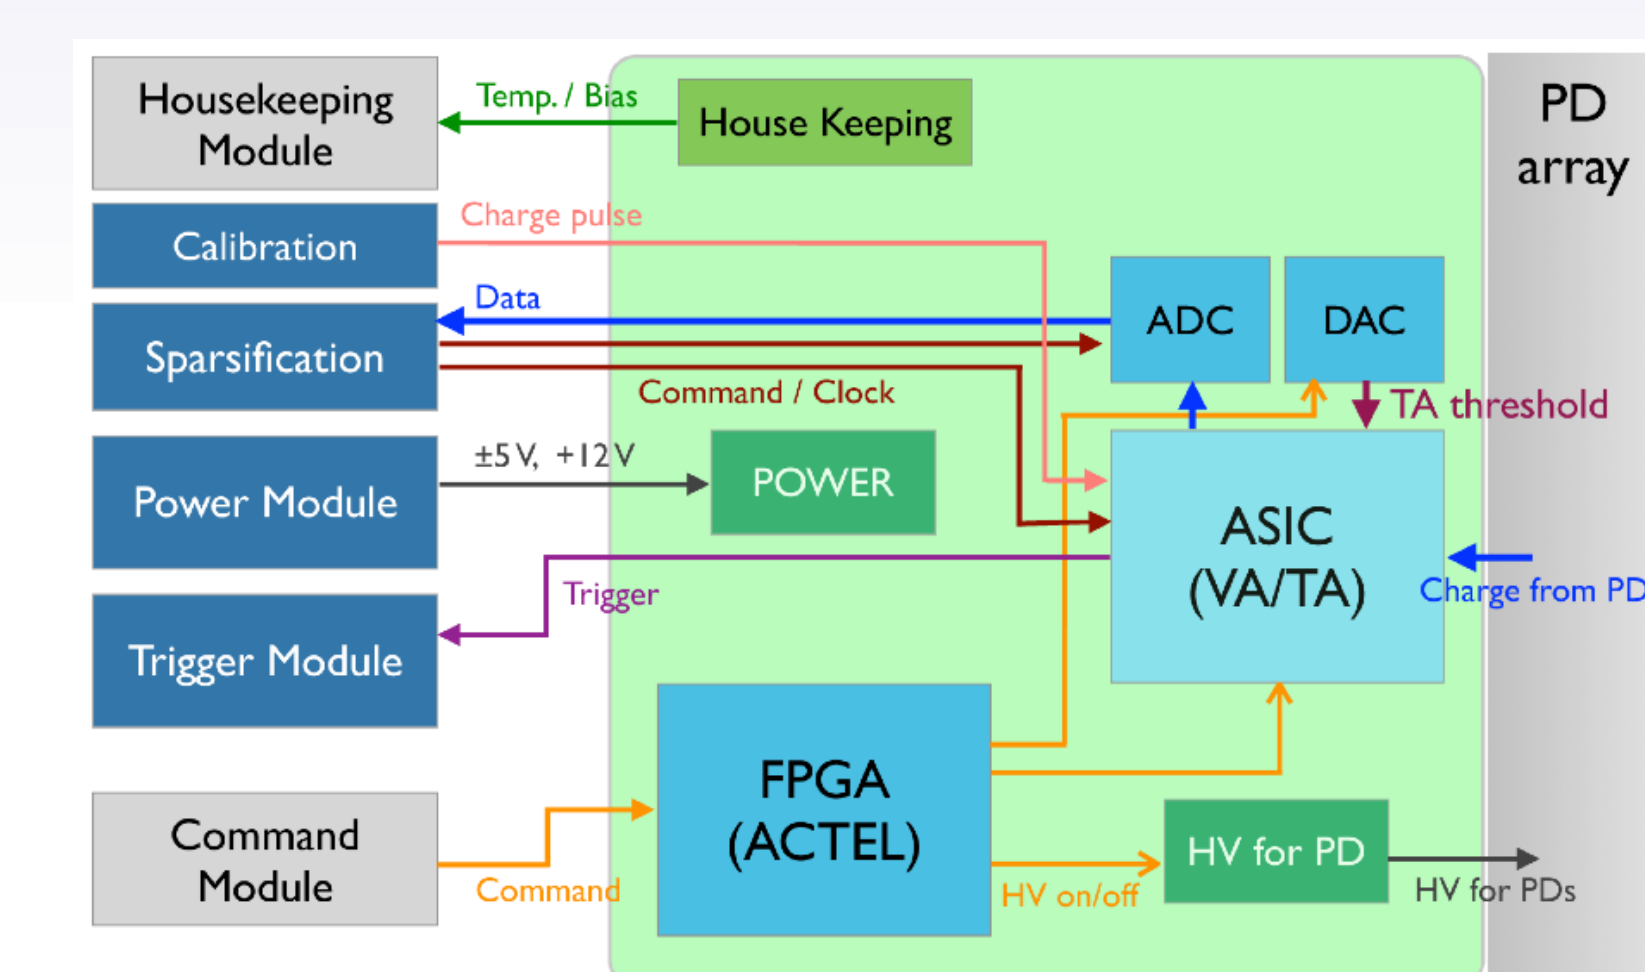 Housekeeping
Module
Temp. / Bias
House Keeping
PD
array
Calibration
Charge pulse
Sparsification
Data
Command / Clock
ADC
DAC
TA threshold
Power Module
±5V, +12V
POWER
ASIC
(VA/TA)
Charge from PD
Trigger Module
Trigger
FPGA
(ACTEL)
Command
Module
Command
HV on/off
HV for PD
HV for PDs